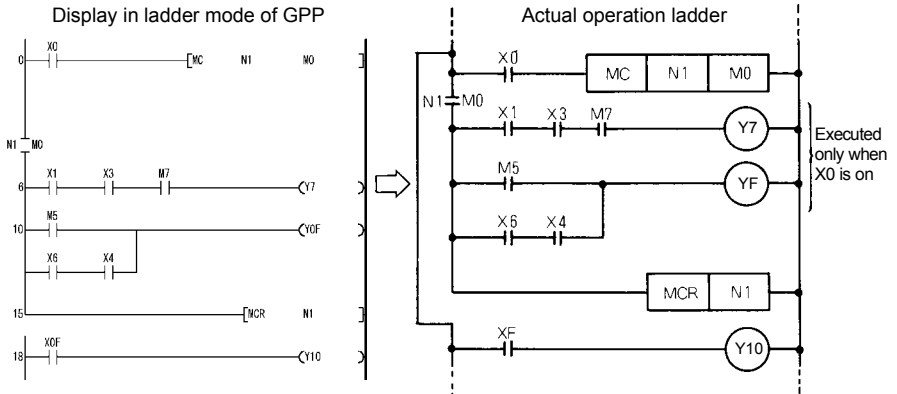 Display in ladder mode of GPP
X0
0
MC N1 M0
N1 M0
X1 X3 M7
6
Y7
M5
10
Y0F
X6 X4
15
MCR N1
X0F
18
Y10
Actual operation ladder
X0
MC N1 M0
N1 M0
X1 X3 M7
Y7
M5
YF
X6 X4
MCR N1
XF
Y10
Executed
only when
X0 is on